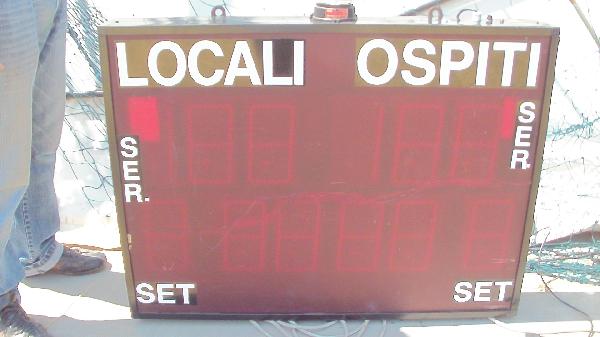 LOCALI OSPITI
SER. SER.
SET SET